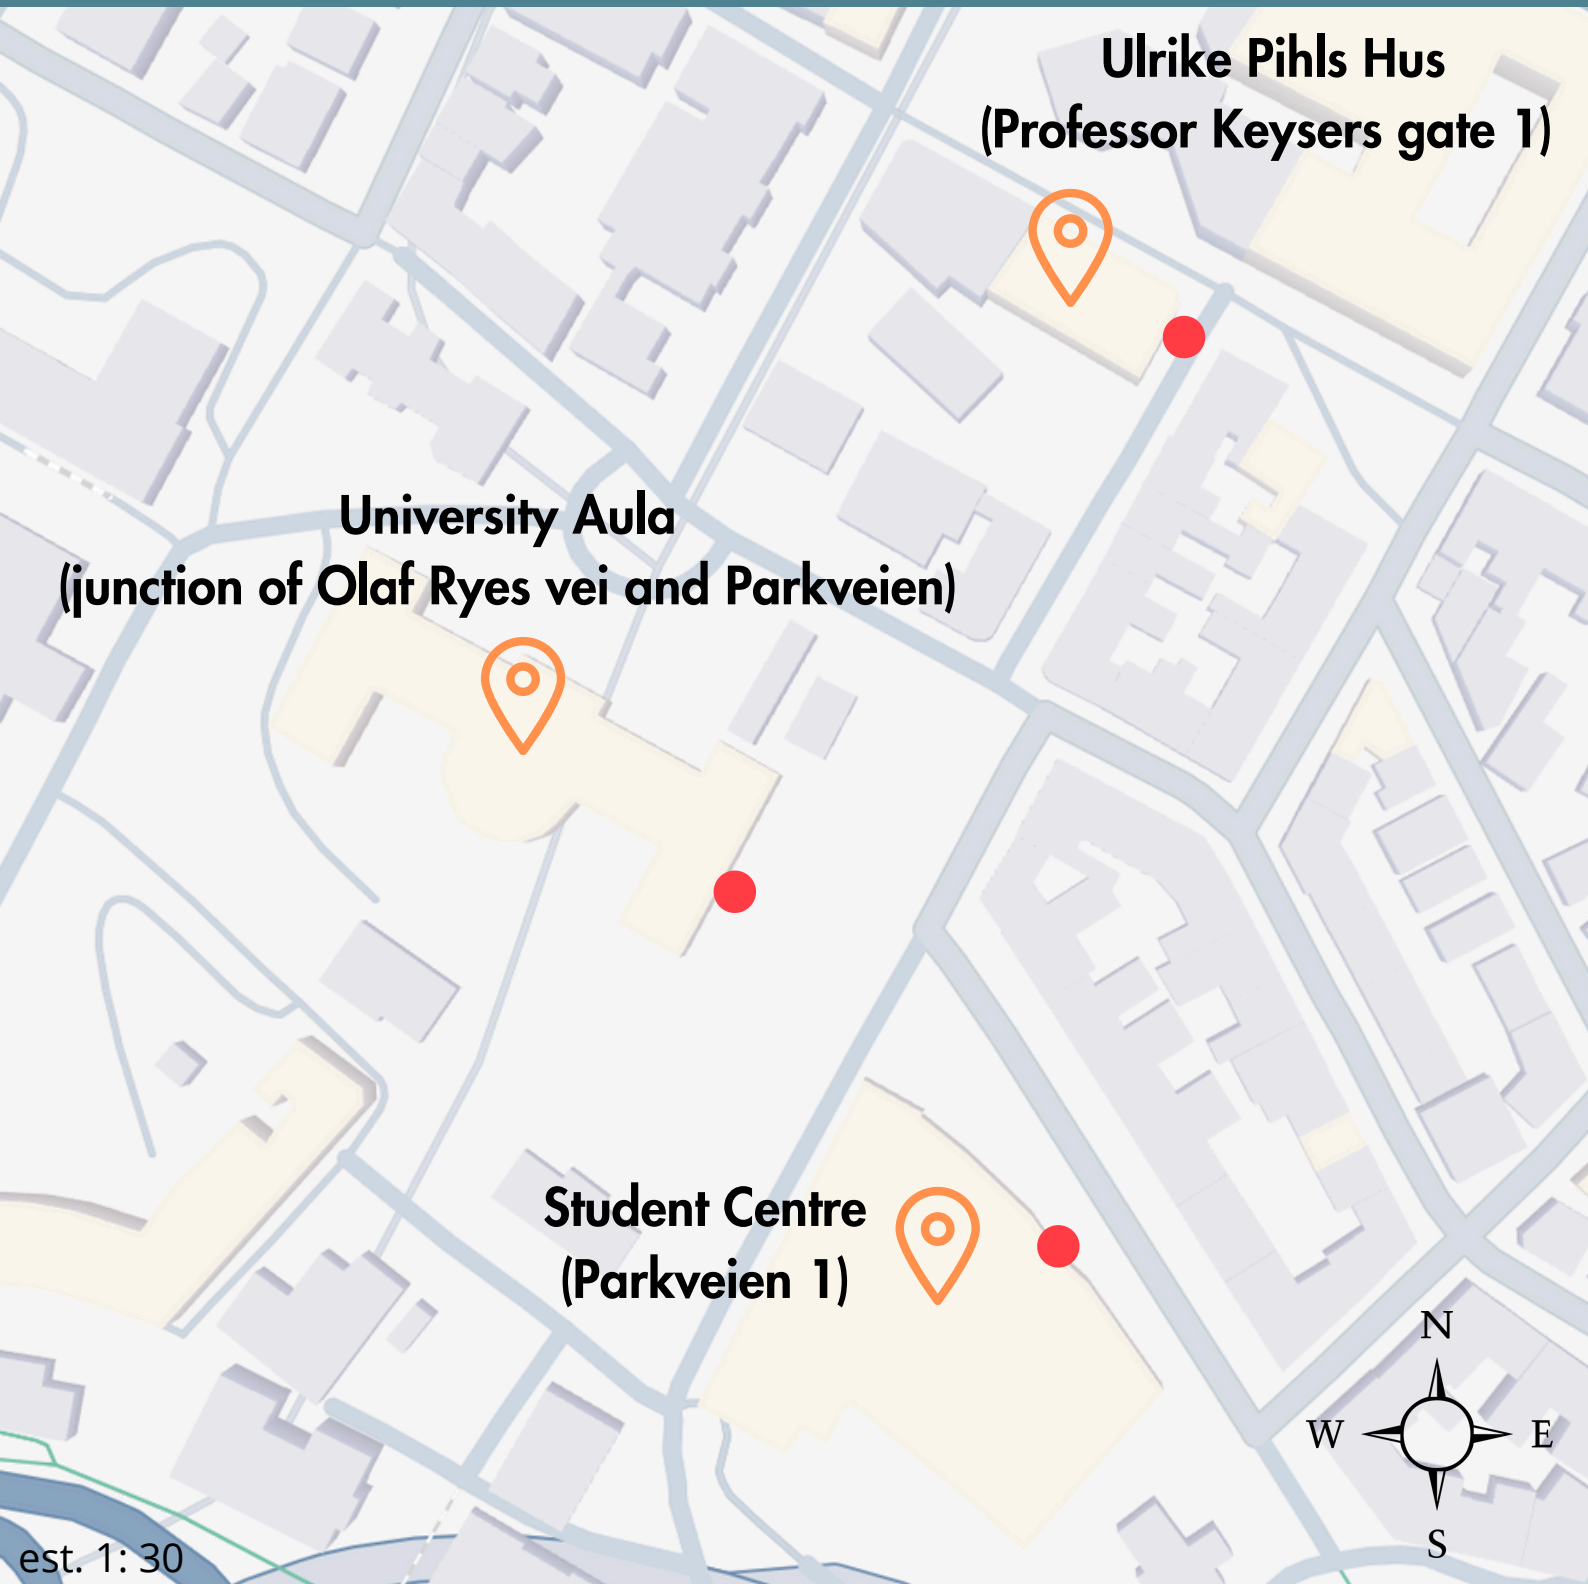 Ulrike Pihls Hus
(Professor Keysers gate 1)
University Aula
(junction of Olaf Ryes vei and Parkveien)
Student Centre
(Parkveien 1)
N
W E
S
est. 1: 30